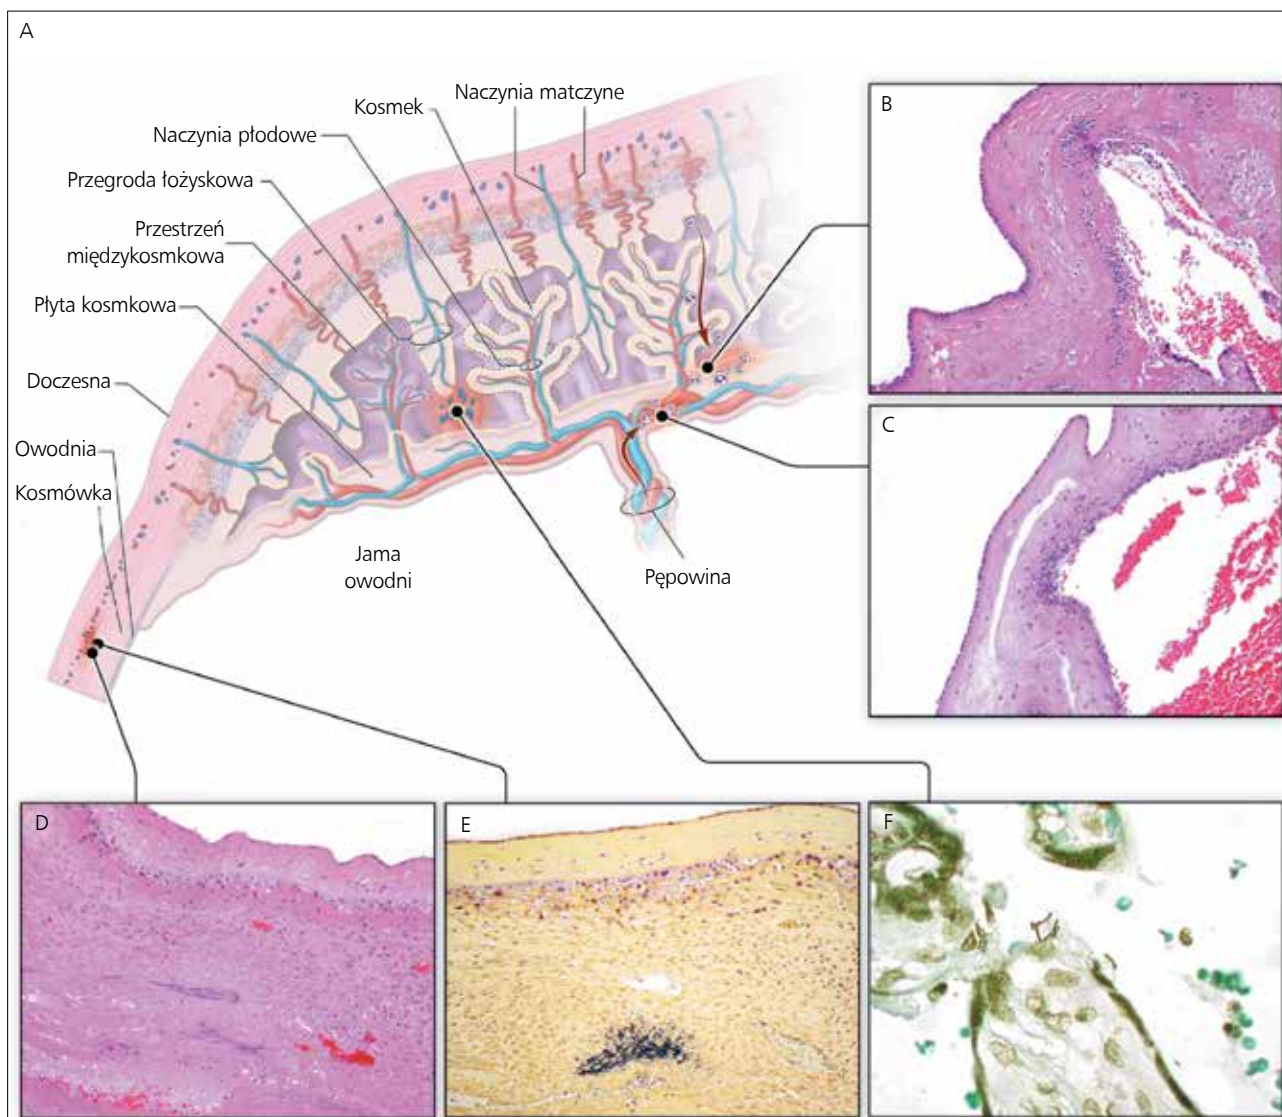 A
Naczynia matczyne
Kosmek
Naczynia płodowe
Przegroda łożyskowa
Przestrzeń
międzykosmkowa
Płyta kosmkowa
Doczesna
Owodnia
Kosmówka
Jama
owodni
Pępowina
B
C
D
E
F